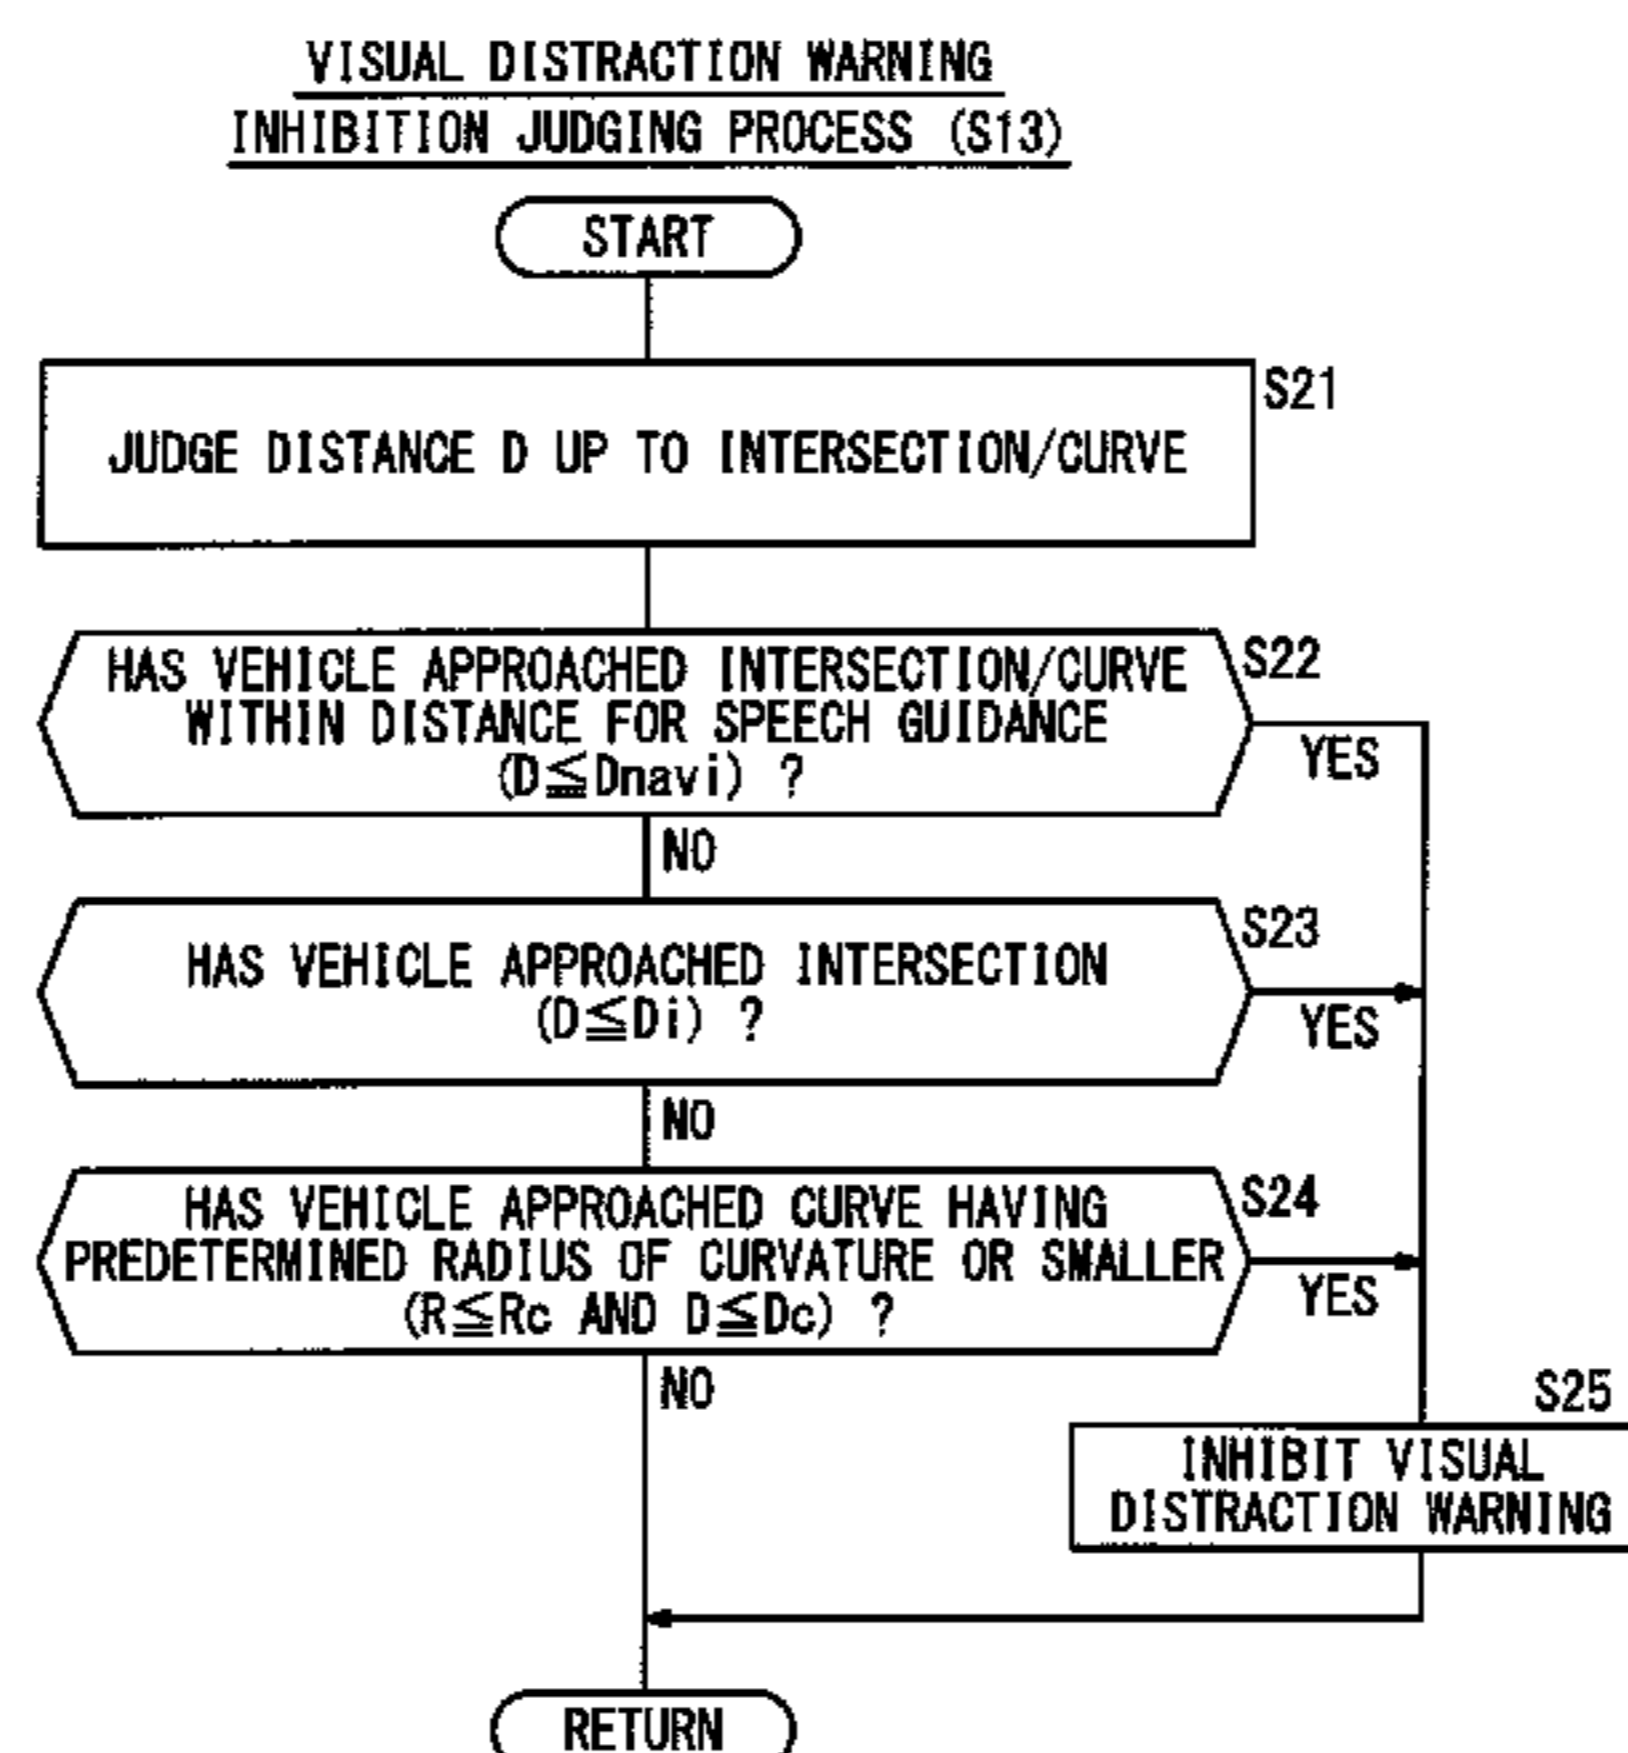 VISUAL DISTRACTION WARNING
INHIBITION JUDGING PROCESS (S13)
START
S21
JUDGE DISTANCE D UP TO INTERSECTION/CURVE
S22
HAS VEHICLE APPROACHED INTERSECTION/CURVE
WITHIN DISTANCE FOR SPEECH GUIDANCE
(D≦Dnavi) ?
YES
NO
S23
HAS VEHICLE APPROACHED INTERSECTION
(D≦Di) ?
YES
NO
S24
HAS VEHICLE APPROACHED CURVE HAVING
PREDETERMINED RADIUS OF CURVATURE OR SMALLER
(R≦Rc AND D≦Dc) ?
YES
NO
S25
INHIBIT VISUAL
DISTRACTION WARNING
RETURN